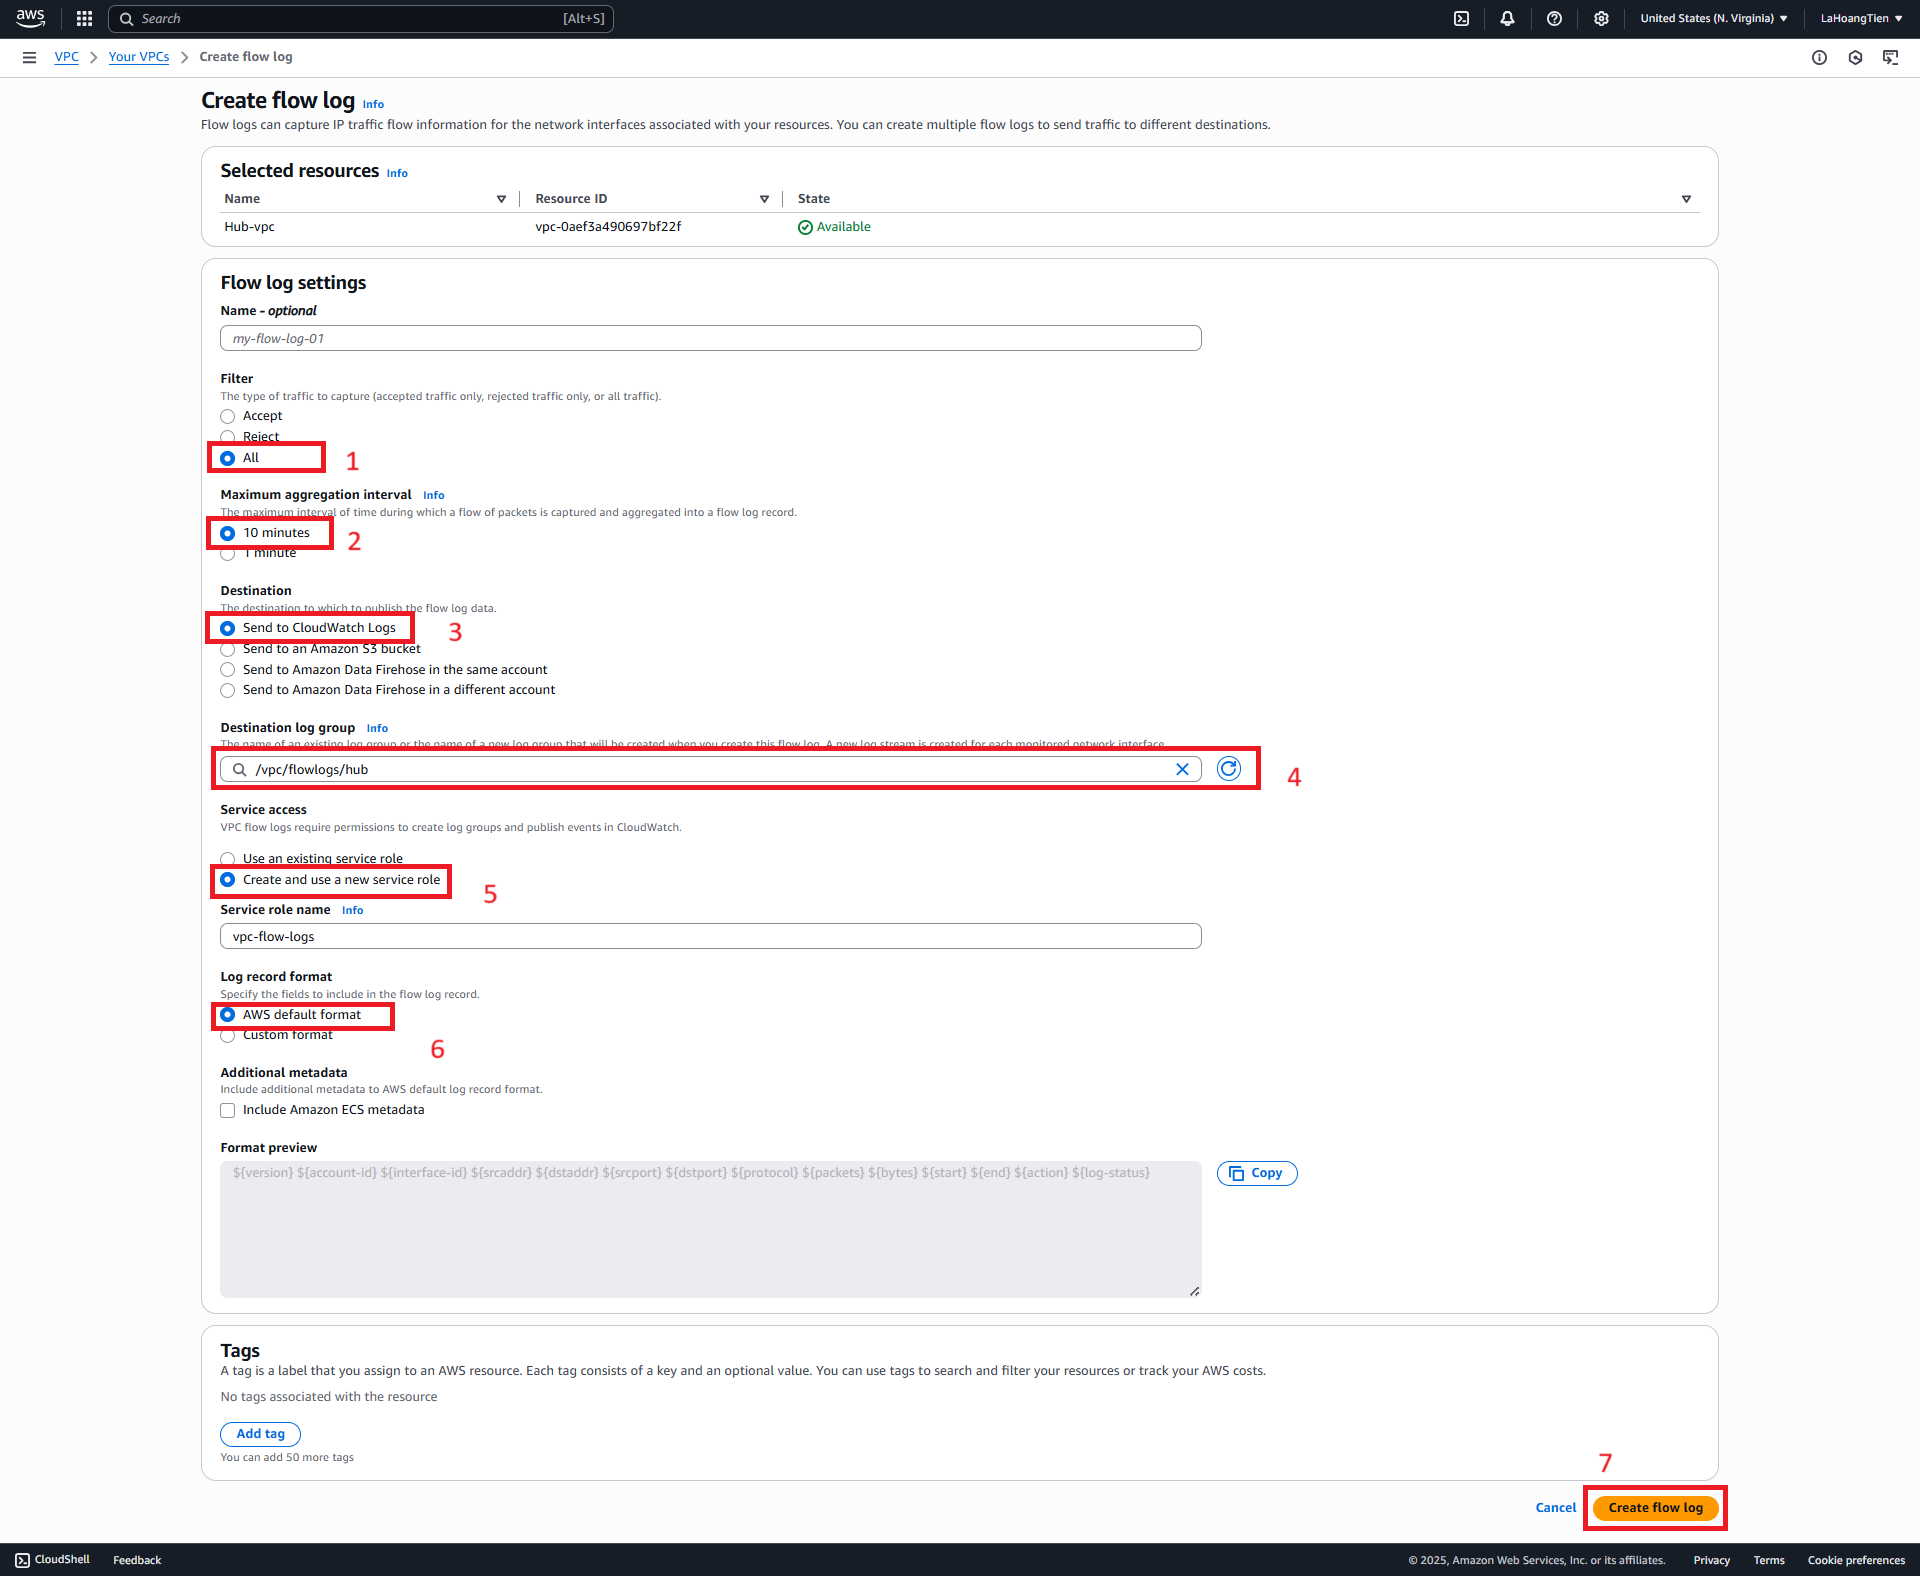 aws
Search
[Alt+S]
United States (N. Virginia)
LaHoangTien
VPC
Your VPCs
Create flow log
Create flow log Info
Flow logs can capture IP traffic flow information for the network interfaces associated with your resources. You can create multiple flow logs to send traffic to different destinations.
Selected resources Info
Name
Resource ID
State
Hub-vpc
vpc-0aef3a490697bf22f
Available
Flow log settings
Name - optional
my-flow-log-01
Filter
The type of traffic to capture (accepted traffic only, rejected traffic only, or all traffic).
Accept
Reject
All
1
Maximum aggregation interval Info
The maximum interval of time during which a flow of packets is captured and aggregated into a flow log record.
10 minutes
2
1 minute
Destination
The destination to which to publish the flow log data.
Send to CloudWatch Logs
3
Send to an Amazon S3 bucket
Send to Amazon Data Firehose in the same account
Send to Amazon Data Firehose in a different account
Destination log group Info
The name of an existing log group or the name of a new log group that will be created when you create this flow log. A new log stream is created for each monitored network interface.
/vpc/flowlogs/hub
4
Service access
VPC flow logs require permissions to create log groups and publish events in CloudWatch.
Use an existing service role
Create and use a new service role
5
Service role name Info
vpc-flow-logs
Log record format
Specify the fields to include in the flow log record.
AWS default format
Custom format
6
Additional metadata
Include additional metadata to AWS default log record format.
Include Amazon ECS metadata
Format preview
${version} ${account-id} ${interface-id} ${srcaddr} ${dstaddr} ${srcport} ${dstport} ${protocol} ${packets} ${bytes} ${start} ${end} ${action} ${log-status}
Copy
Tags
A tag is a label that you assign to an AWS resource. Each tag consists of a key and an optional value. You can use tags to search and filter your resources or track your AWS costs.
No tags associated with the resource
Add tag
You can add 50 more tags
7
Cancel
Create flow log
CloudShell
Feedback
© 2025, Amazon Web Services, Inc. or its affiliates.
Privacy
Terms
Cookie preferences